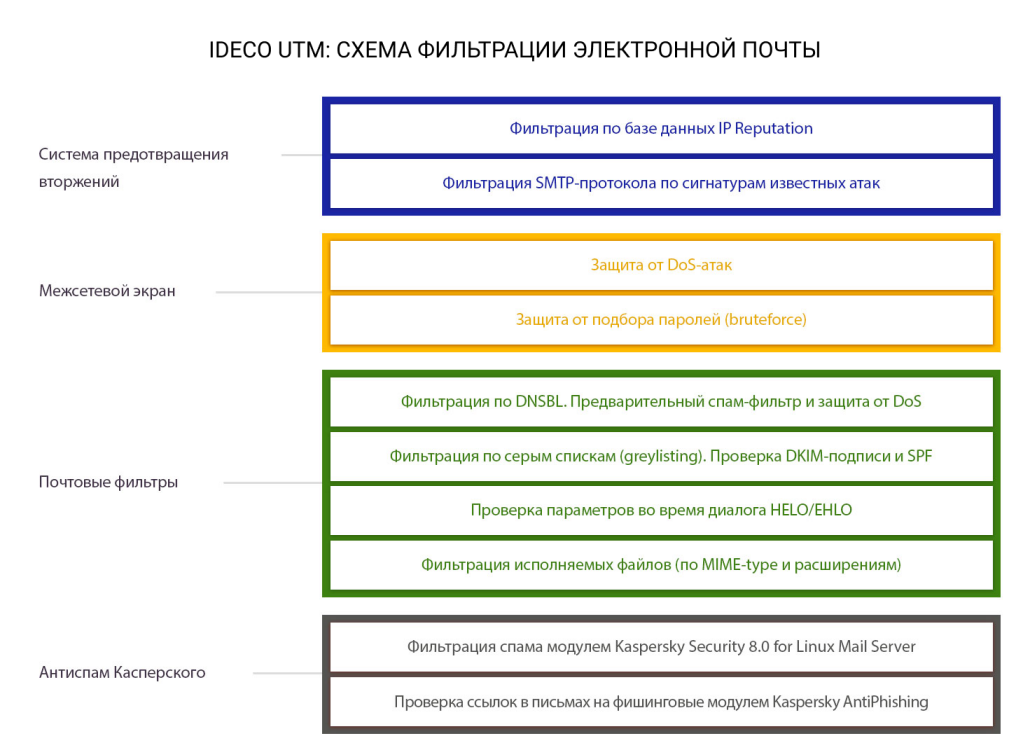 IDECO UTM: СХЕМА ФИЛЬТРАЦИИ ЭЛЕКТРОННОЙ ПОЧТЫ
Система предотвращения
вторжений
Фильтрация по базе данных IP Reputation
Фильтрация SMTP-протокола по сигнатурам известных атак
Межсетевой экран
Защита от DoS-атак
Защита от подбора паролей (bruteforce)
Почтовые фильтры
Фильтрация по DNSBL. Предварительный спам-фильтр и защита от DoS
Фильтрация по серым спискам (greylisting). Проверка DKIM-подписи и SPF
Проверка параметров во время диалога HELO/EHLO
Фильтрация исполняемых файлов (по MIME-type и расширениям)
Антиспам Касперского
Фильтрация спама модулем Kaspersky Security 8.0 for Linux Mail Server
Проверка ссылок в письмах на фишинговые модулем Kaspersky AntiPhishing